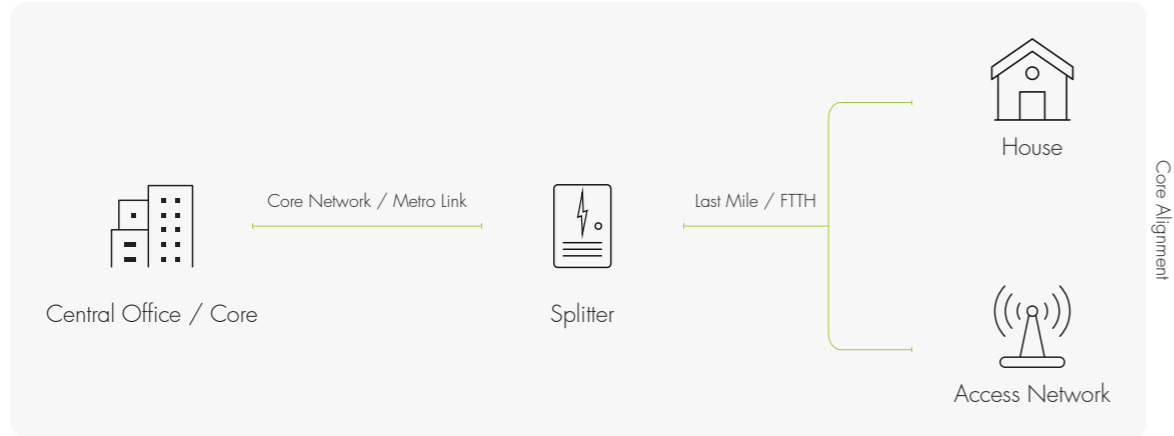 House
Core Network / Metro Link
Last Mile / FTTH
Core Alignment
Central Office / Core
Splitter
Access Network